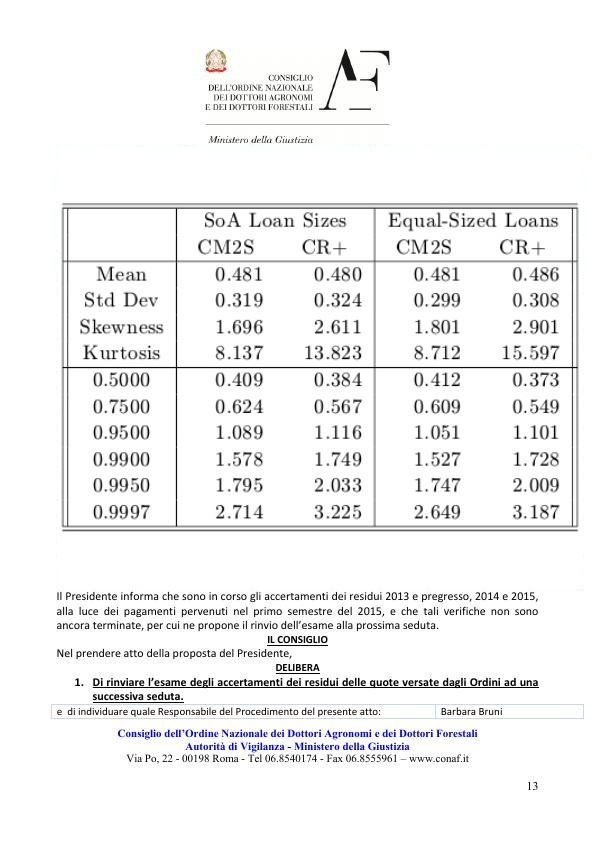 CONSIGLIO
DELL'ORDINE NAZIONALE
DEI DOTTORI AGRONOMI
E DEI DOTTORI FORESTALI
AF
Ministero della Giustizia
SoA Loan Sizes Equal-Sized Loans
CM2S CR+ CM2S CR+
Mean 0.481 0.480 0.481 0.486
Std Dev 0.319 0.324 0.299 0.308
Skewness 1.696 2.611 1.801 2.901
Kurtosis 8.137 13.823 8.712 15.597
0.5000 0.409 0.384 0.412 0.373
0.7500 0.624 0.567 0.609 0.549
0.9500 1.089 1.116 1.051 1.101
0.9900 1.578 1.749 1.527 1.728
0.9950 1.795 2.033 1.747 2.009
0.9997 2.714 3.225 2.649 3.187
Il Presidente informa che sono in corso gli accertamenti dei residui 2013 e pregresso, 2014 e 2015,
alla luce dei pagamenti pervenuti nel primo semestre del 2015, e che tali verifiche non sono
ancora terminate, per cui ne propone il rinvio dell'esame alla prossima seduta.
IL CONSIGLIO
Nel prendere atto della proposta del Presidente,
DELIBERA
1. Di rinviare l'esame degli accertamenti dei residui delle quote versate dagli Ordini ad una
successiva seduta.
e di individuare quale Responsabile del Procedimento del presente atto: Barbara Bruni
Consiglio dell'Ordine Nazionale dei Dottori Agronomi e dei Dottori Forestali
Autorità di Vigilanza - Ministero della Giustizia
Via Po, 22 - 00198 Roma - Tel 06.8540174 - Fax 06.8555961 – www.conaf.it
13